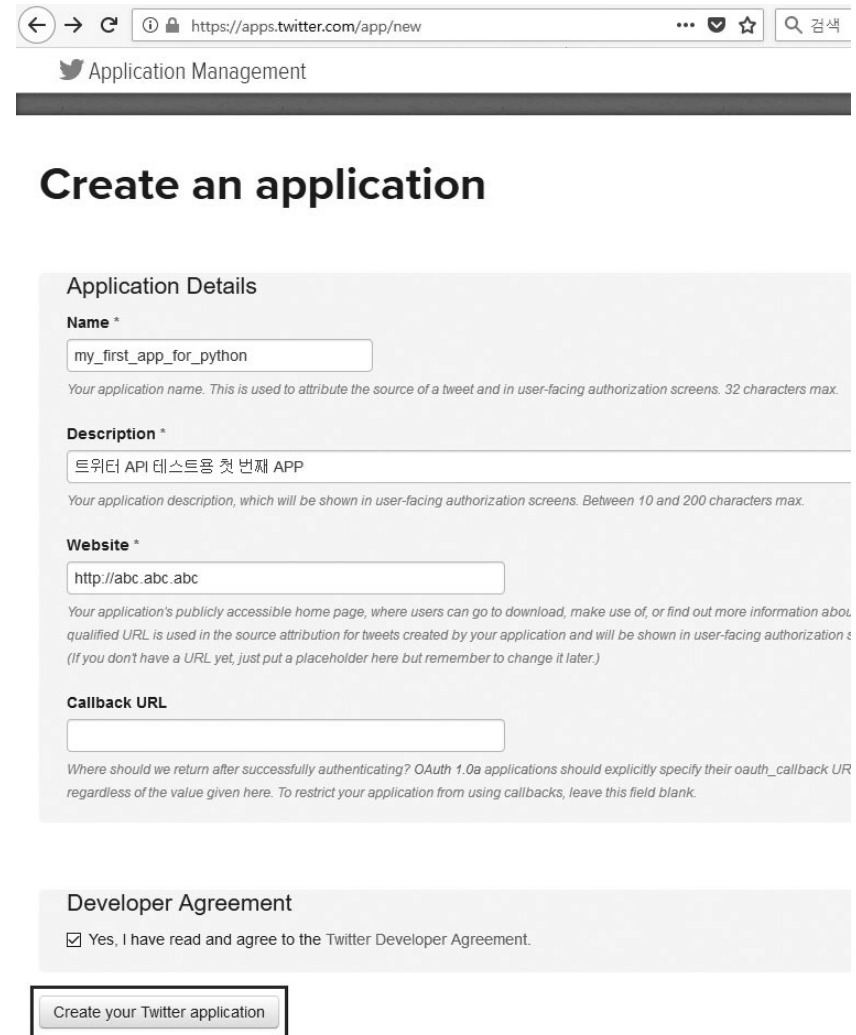 https://apps.twitter.com/app/new
검색
Application Management
Create an application
Application Details
Name *
my_first_app_for_python
Your application name. This is used to attribute the source of a tweet and in user-facing authorization screens. 32 characters max.
Description *
트위터 API 테스트용 첫 번째 APP
Your application description, which will be shown in user-facing authorization screens. Between 10 and 200 characters max.
Website *
http://abc.abc.abc
Your application's publicly accessible home page, where users can go to download, make use of, or find out more information
qualified URL is used in the source attribution for tweets created by your application and will be shown in user-facing authorization
(If you don't have a URL yet, just put a placeholder here but remember to change it later.)
Callback URL
Where should we return after successfully authenticating? OAuth 1.0a applications should explicitly specify their oauth_callback
regardless of the value given here. To restrict your application from using callbacks, leave this field blank.
Developer Agreement
Yes, I have read and agree to the Twitter Developer Agreement.
Create your Twitter application